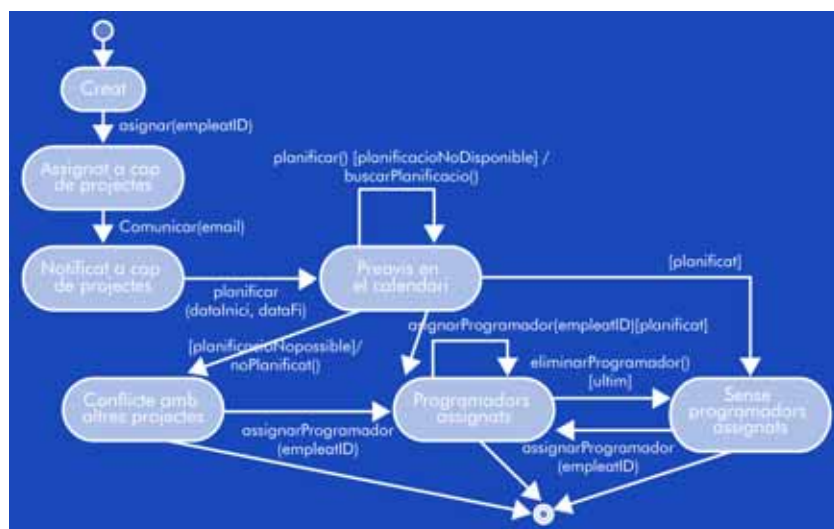 Creat
asignar(empleatID)
Assignat a cap
de projectes
planificar() [planificacioNoDisponible] /
buscarPlanificacio()
Comunicar(email)
Notificat a cap
de projectes
Preavis en
el calendari
[planificat]
planificar
(dataInici, dataFi)
asignarProgramador(empleatID)[planificat]
[planificacioNopossible]/
noPlanificat()
eliminarProgramador()
[ultim]
Conflicte amb
altres projectes
Programadors
assignats
Sense
programadors
assignats
assignarProgramador
(empleatID)
assignarProgramador
(empleatID)